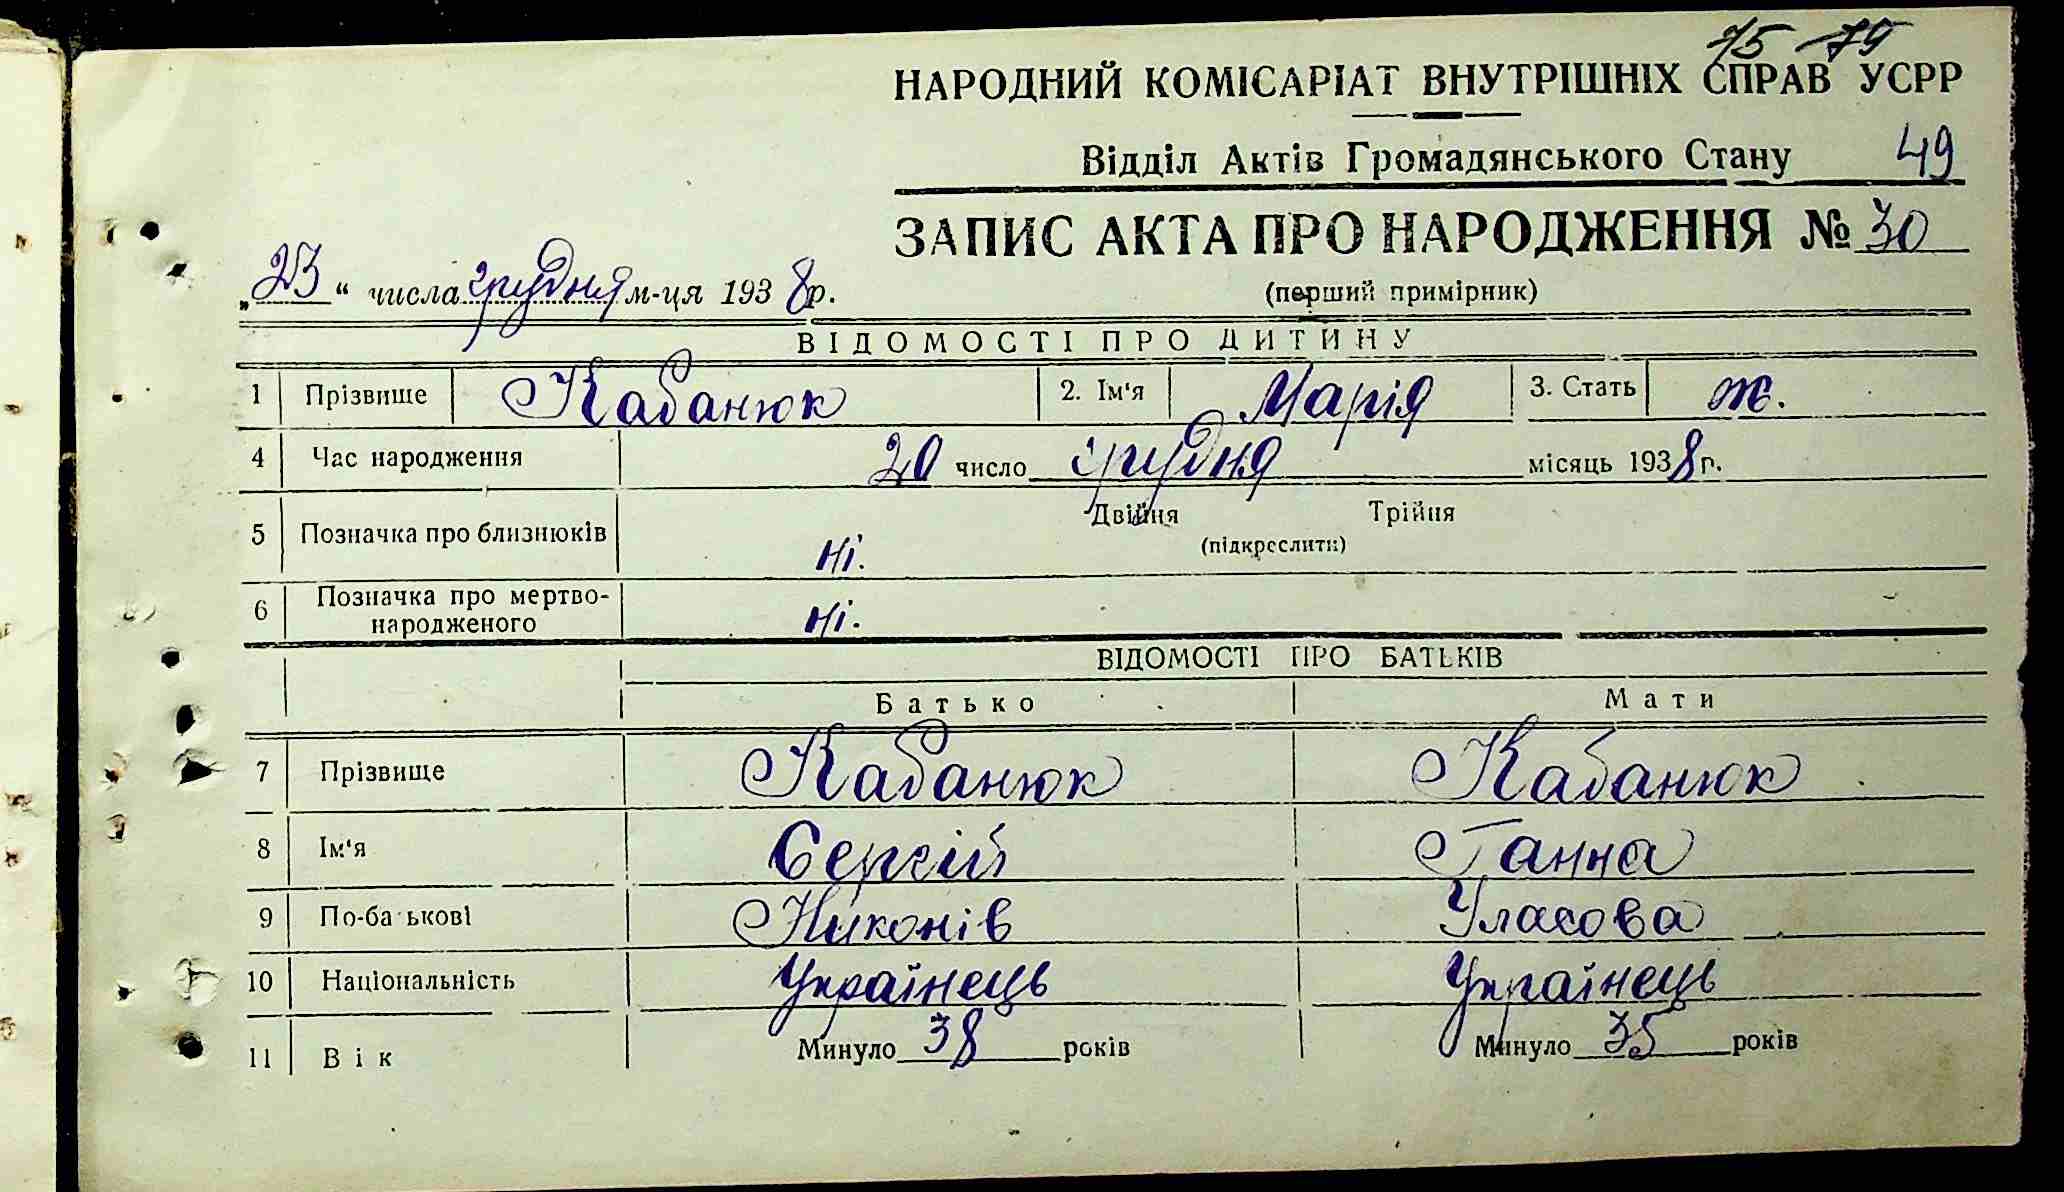 75 79
НАРОДНИЙ КОМІСАРІАТ ВНУТРІШНІХ СПРАВ УСРР
Відділ Актів Громадянського Стану 49
ЗАПИС АКТА ПРО НАРОДЖЕННЯ № 30
„23“ числа грудня м-ця 1938р.
(перший примірник)
ВІДОМОСТІ ПРО ДИТИНУ
1 Прізвище Кабанюк 2. Ім'я Марія 3. Стать ж.
4 Час народження 20 число грудня місяць 1938 р.
5 Позначка про близнюків ні. Двійня Трійня
(підкреслити)
6 Позначка про мертво-
народженого ні.
ВІДОМОСТІ ПРО БАТЬКІВ
Батько Мати
7 Прізвище Кабанюк Кабанюк
8 Ім'я Сергій Ганна
9 По-ба ькові Никонів Уласова
10 Національність Українець Українець
11 Вік Минуло 38 років Минуло 35 років